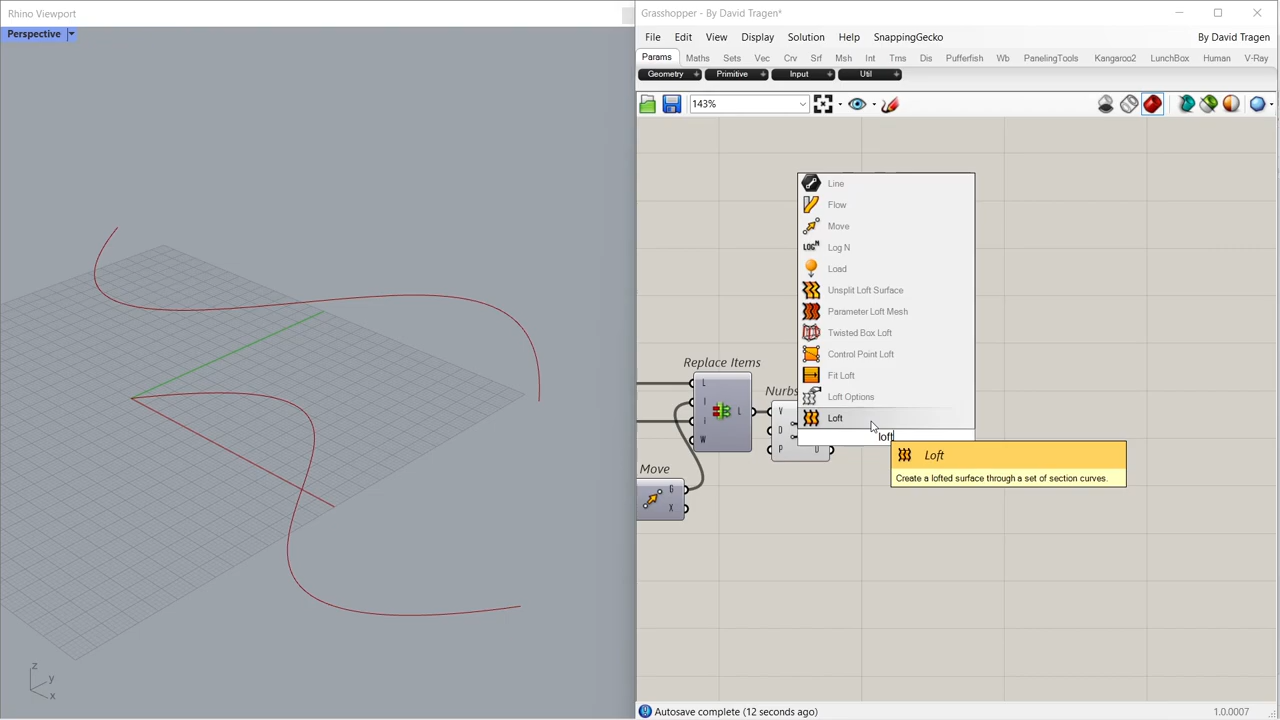 Rhino Viewport
Perspective
z
y
x
Grasshopper - By David Tragen*
File Edit View Display Solution Help SnappingGecko By David Tragen
Params Maths Sets Vec Crv Srf Msh Int Trns Dis Pufferfish Wb PanelingTools Kangaroo2 LunchBox Human V-Ray
Geometry Primitive Input Util
143%
Line
Flow
Move
LOG N Log N
Load
Unsplit Loft Surface
Parameter Loft Mesh
Twisted Box Loft
Control Point Loft
Fit Loft
Loft Options
Loft
loft
Loft
Create a lofted surface through a set of section curves.
Replace Items
L
I
i
W
L
Nurbs
V
D
P
D
Move
G
X
Autosave complete (12 seconds ago) 1.0.0007